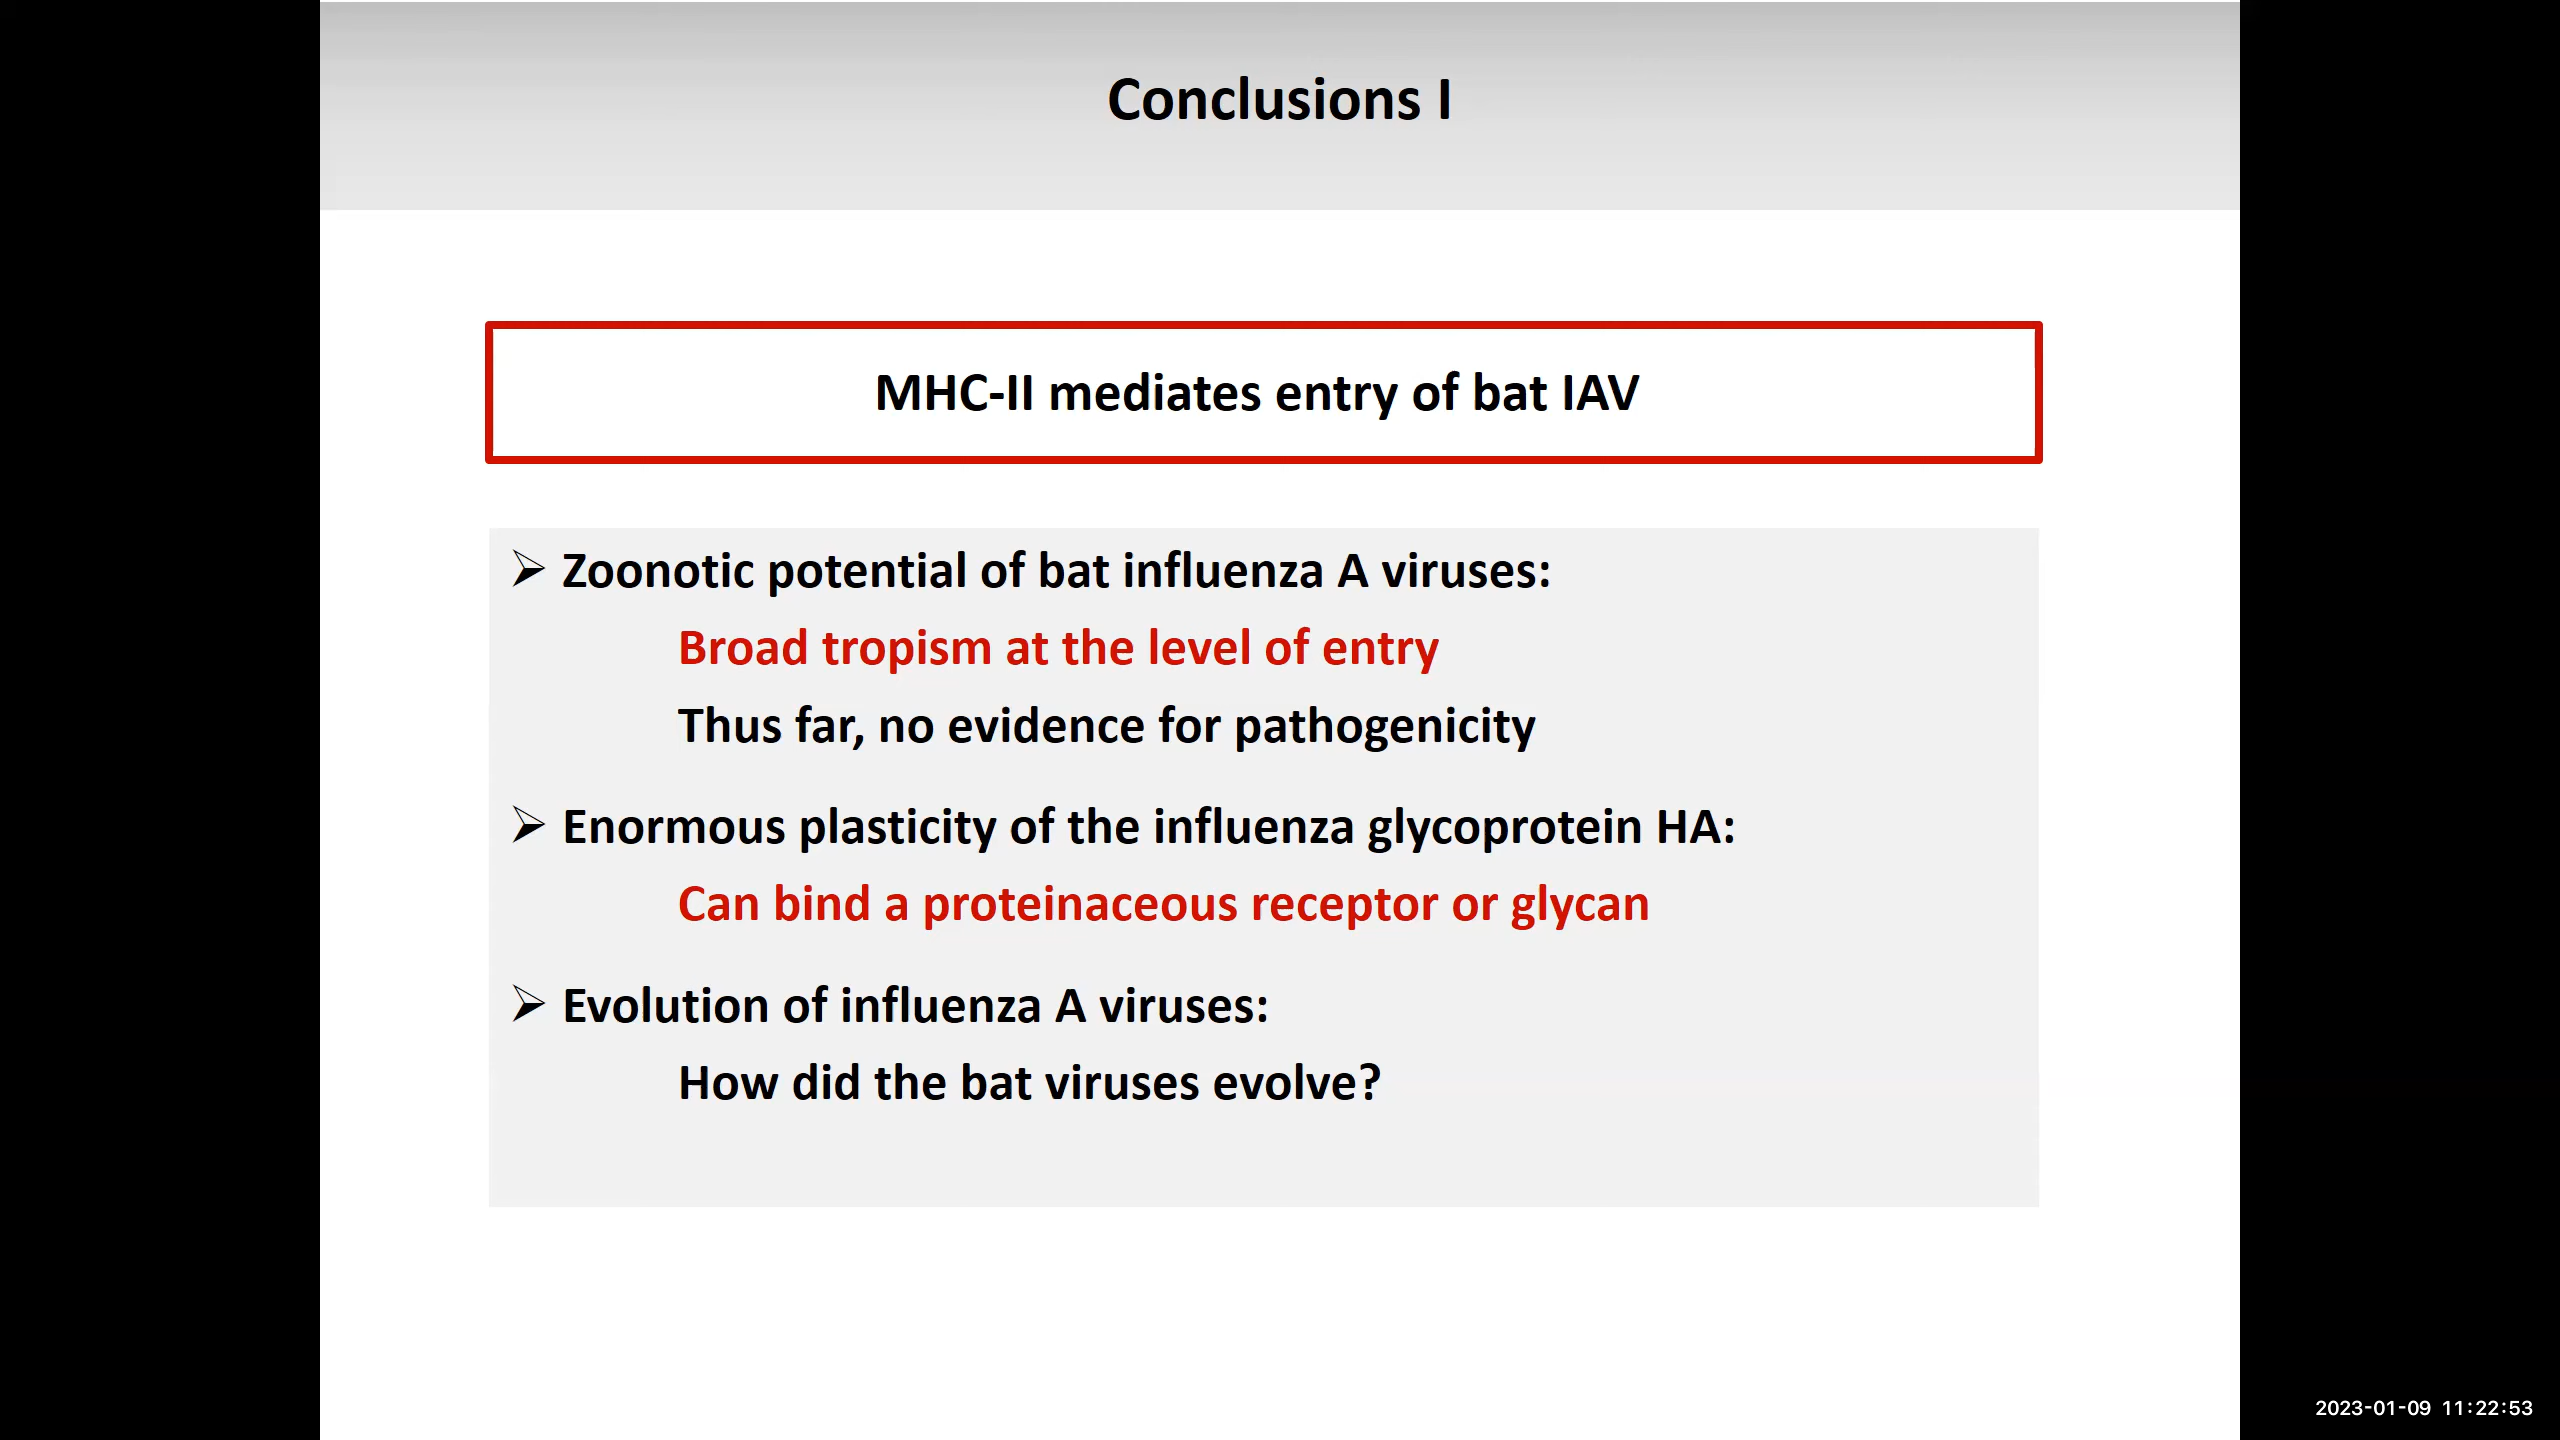 Conclusions I
MHC-II mediates entry of bat IAV
➢ Zoonotic potential of bat influenza A viruses:
Broad tropism at the level of entry
Thus far, no evidence for pathogenicity
➢ Enormous plasticity of the influenza glycoprotein HA:
Can bind a proteinaceous receptor or glycan
➢ Evolution of influenza A viruses:
How did the bat viruses evolve?
2023-01-09 11:22:53